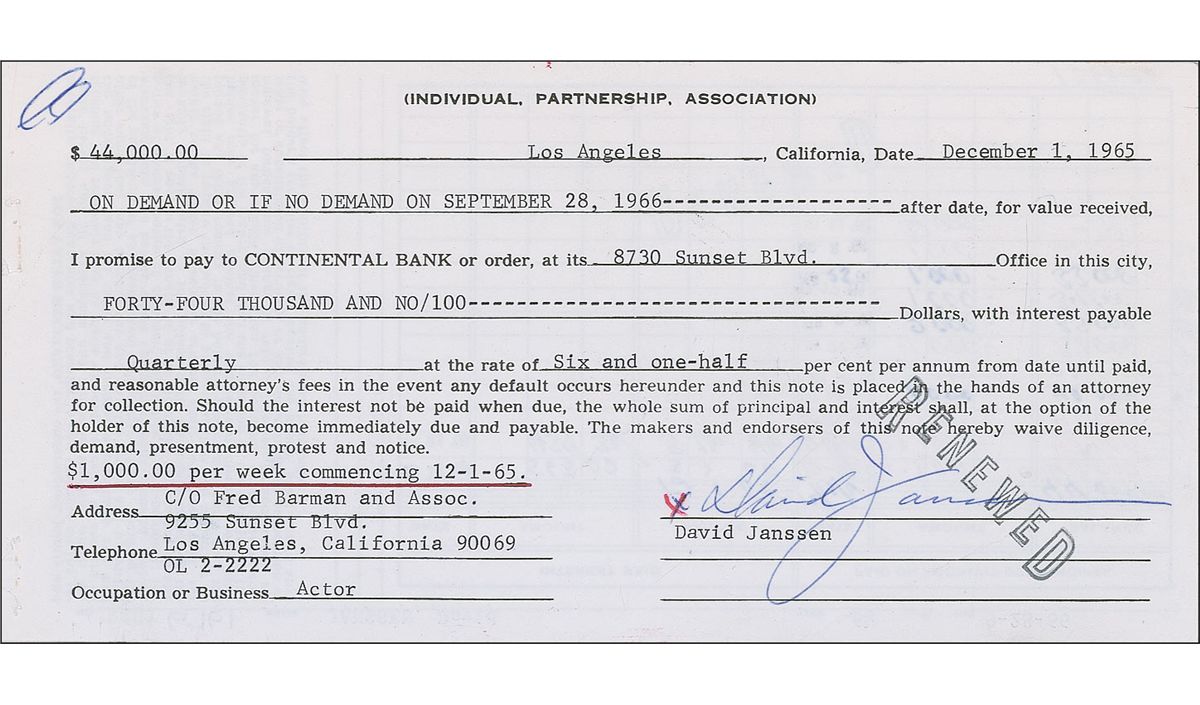 (INDIVIDUAL, PARTNERSHIP, ASSOCIATION)
$ 44,000.00 Los Angeles, California, Date December 1, 1965
ON DEMAND OR IF NO DEMAND ON SEPTEMBER 28, 1966-------------------- after date, for value received,
I promise to pay to CONTINENTAL BANK or order, at its 8730 Sunset Blvd. Office in this city,
FORTY-FOUR THOUSAND AND NO/100------------------------------------ Dollars, with interest payable
Quarterly at the rate of Six and one-half per cent per annum from date until paid,
and reasonable attorney's fees in the event any default occurs hereunder and this note is placed in the hands of an attorney
for collection. Should the interest not be paid when due, the whole sum of principal and interest shall, at the option of the
holder of this note, become immediately due and payable. The makers and endorsers of this note hereby waive diligence,
demand, presentment, protest and notice.
$1,000.00 per week commencing 12-1-65.
Address C/O Fred Barman and Assoc.
9255 Sunset Blvd.
Telephone Los Angeles, California 90069
OL 2-2222
Occupation or Business Actor
x David Janssen
David Janssen
RENEWED